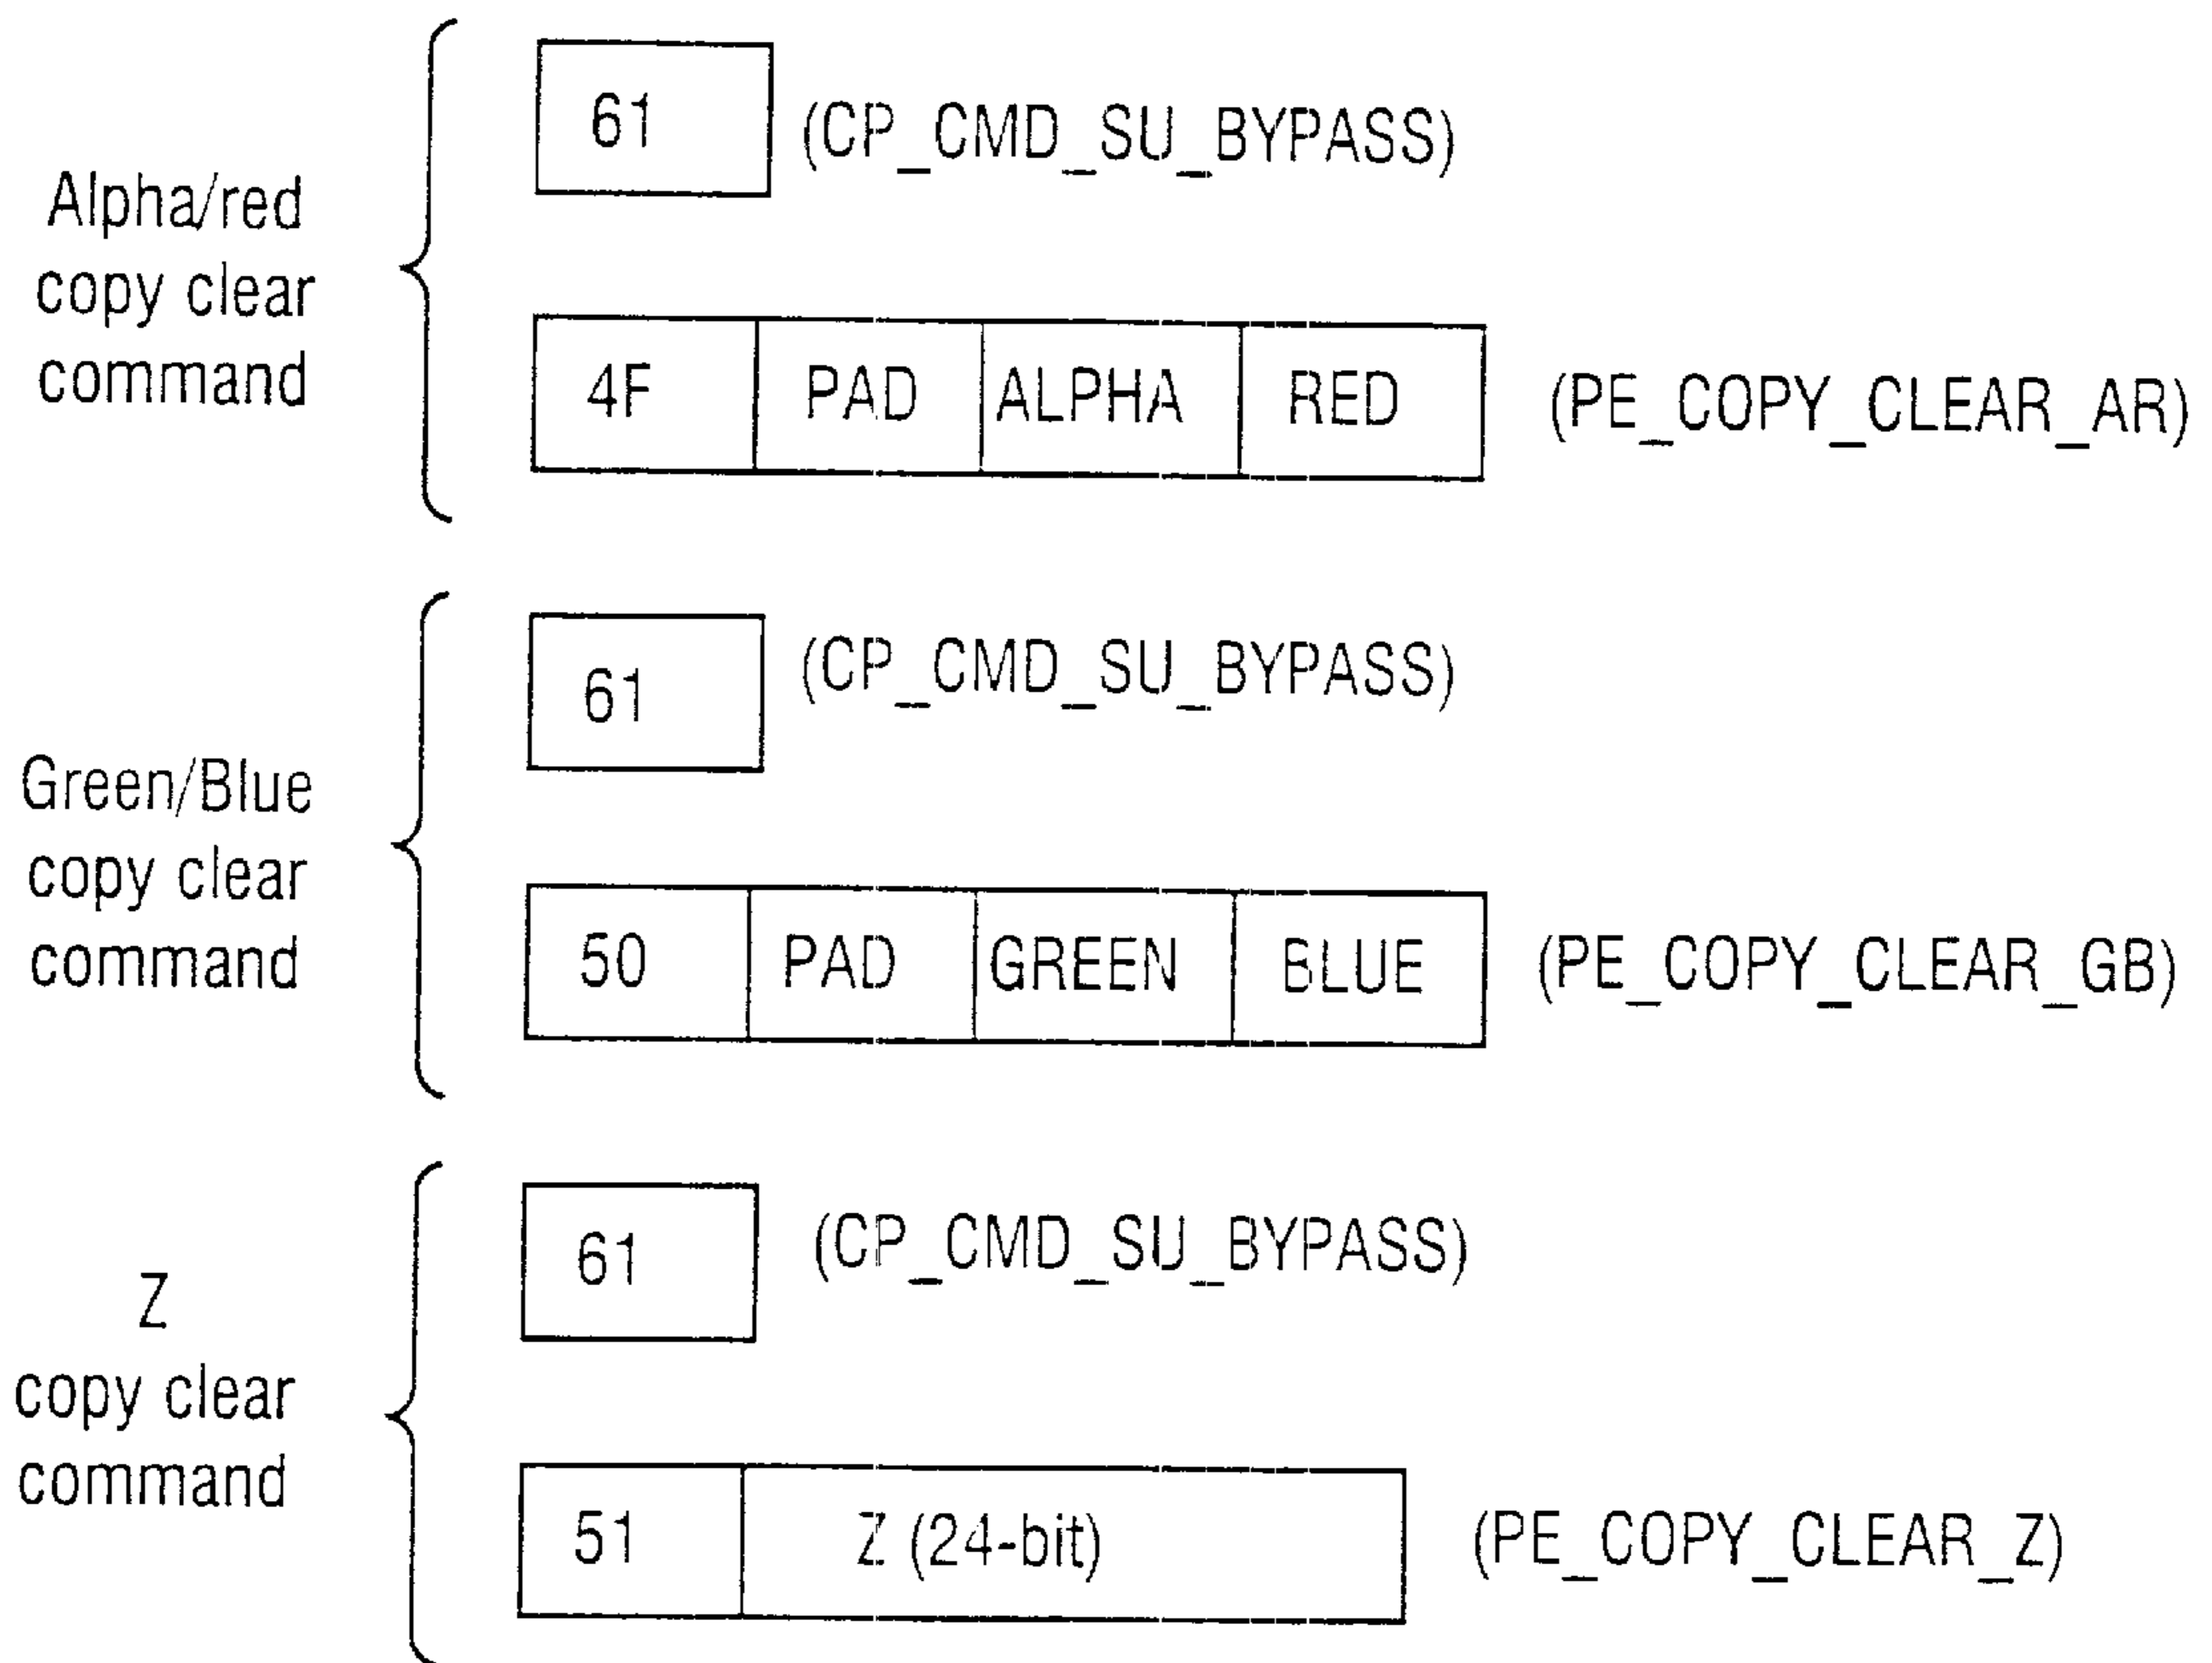 Alpha/red
copy clear
command
61 (CP_CMD_SU_BYPASS)
4F PAD ALPHA RED (PE_COPY_CLEAR_AR)
Green/Blue
copy clear
command
61 (CP_CMD_SU_BYPASS)
50 PAD GREEN BLUE (PE_COPY_CLEAR_GB)
Z
copy clear
command
61 (CP_CMD_SU_BYPASS)
51 Z (24-bit) (PE_COPY_CLEAR_Z)